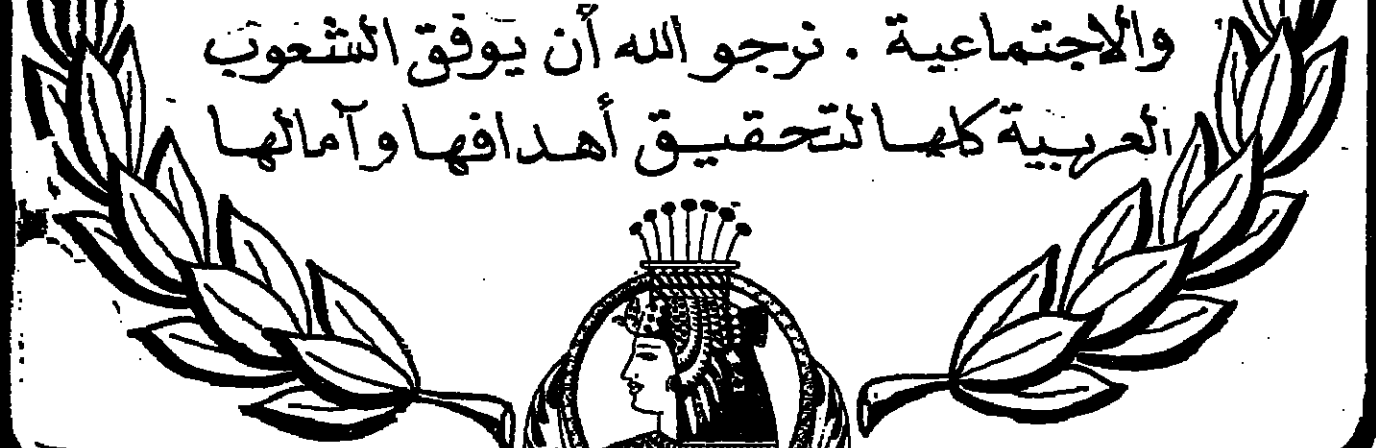 والاجتماعية . نرجو الله أن يوفق الشعوب
العربية كلها لتحقيق أهدافها وآمالها